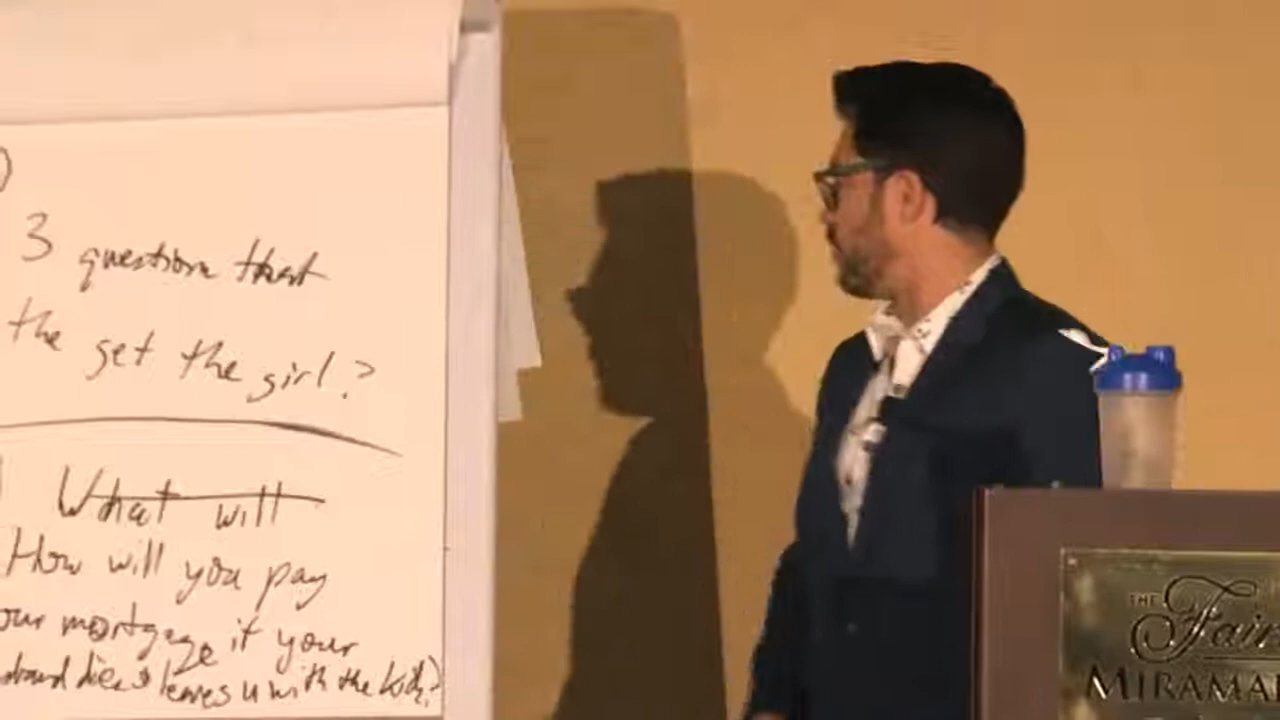 3 question that
the get the girl?
What will
How will you pay
our mortgage if your
band dies & leaves u with the kids?
THE
Fair
MIRAMA